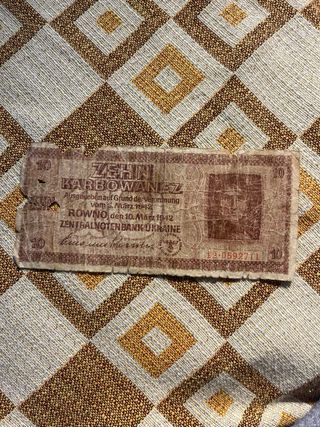 10
10
ZEHN
KARBOWANEZ
Ausgegeben auf Grund der Verordnung
vom 5. März 1942
ROWNO, den 10. März 1942
ZENTRALNOTENBANK UKRAINE
10
10